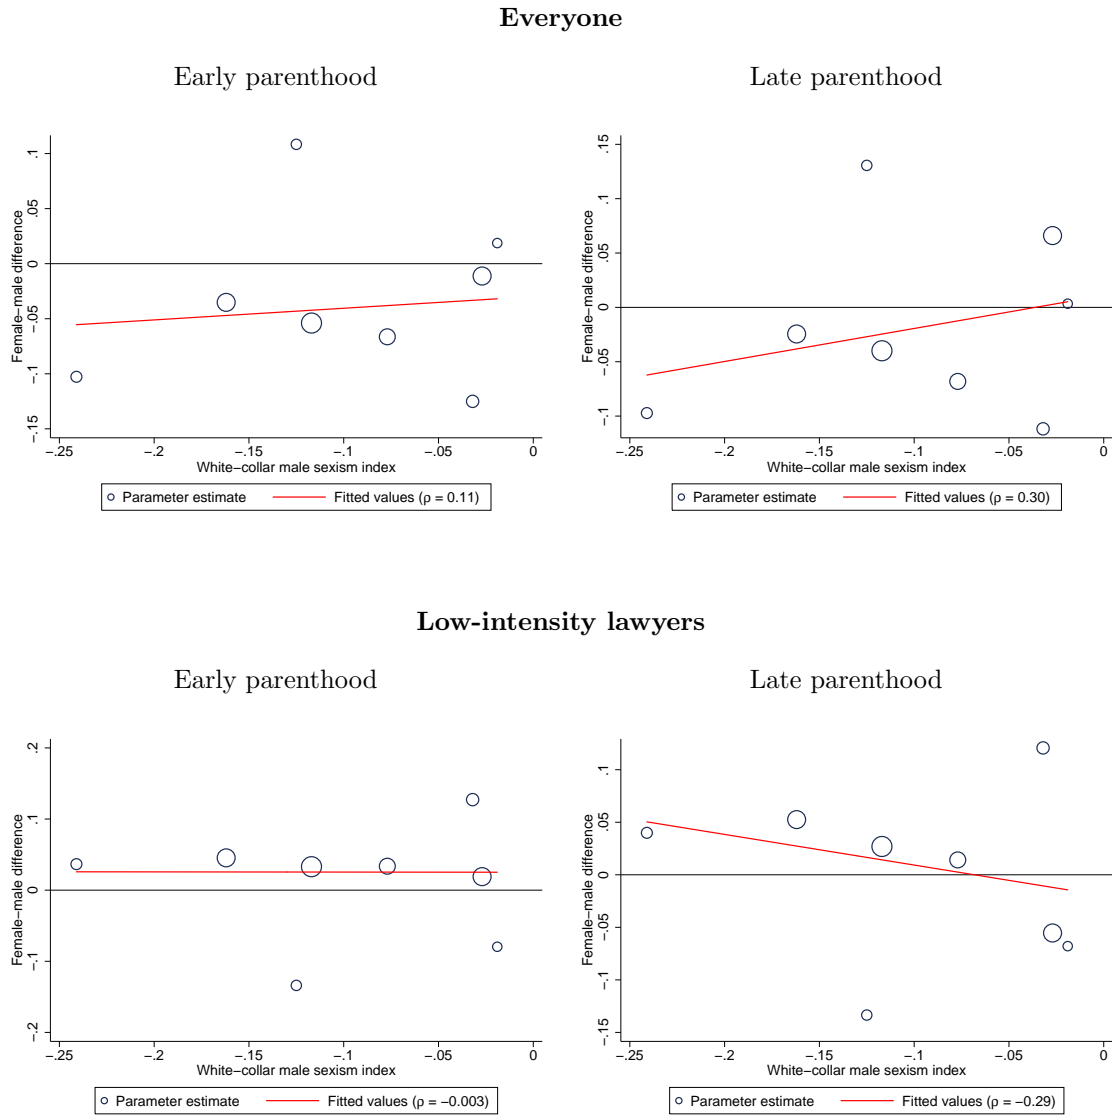 Everyone
Early parenthood
Late parenthood
Female−male difference
.1
.05
0
−.05
−.1
−.15
−.25 −.2 −.15 −.1 −.05 0
White−collar male sexism index
Parameter estimate Fitted values (ρ = 0.11)
Female−male difference
.15
.1
.05
0
−.05
−.1
−.25 −.2 −.15 −.1 −.05 0
White−collar male sexism index
Parameter estimate Fitted values (ρ = 0.30)
Low-intensity lawyers
Early parenthood
Late parenthood
Female−male difference
.2
.1
0
−.1
−.2
−.25 −.2 −.15 −.1 −.05 0
White−collar male sexism index
Parameter estimate Fitted values (ρ = −0.003)
Female−male difference
.1
.05
0
−.05
−.1
−.15
−.25 −.2 −.15 −.1 −.05 0
White−collar male sexism index
Parameter estimate Fitted values (ρ = −0.29)